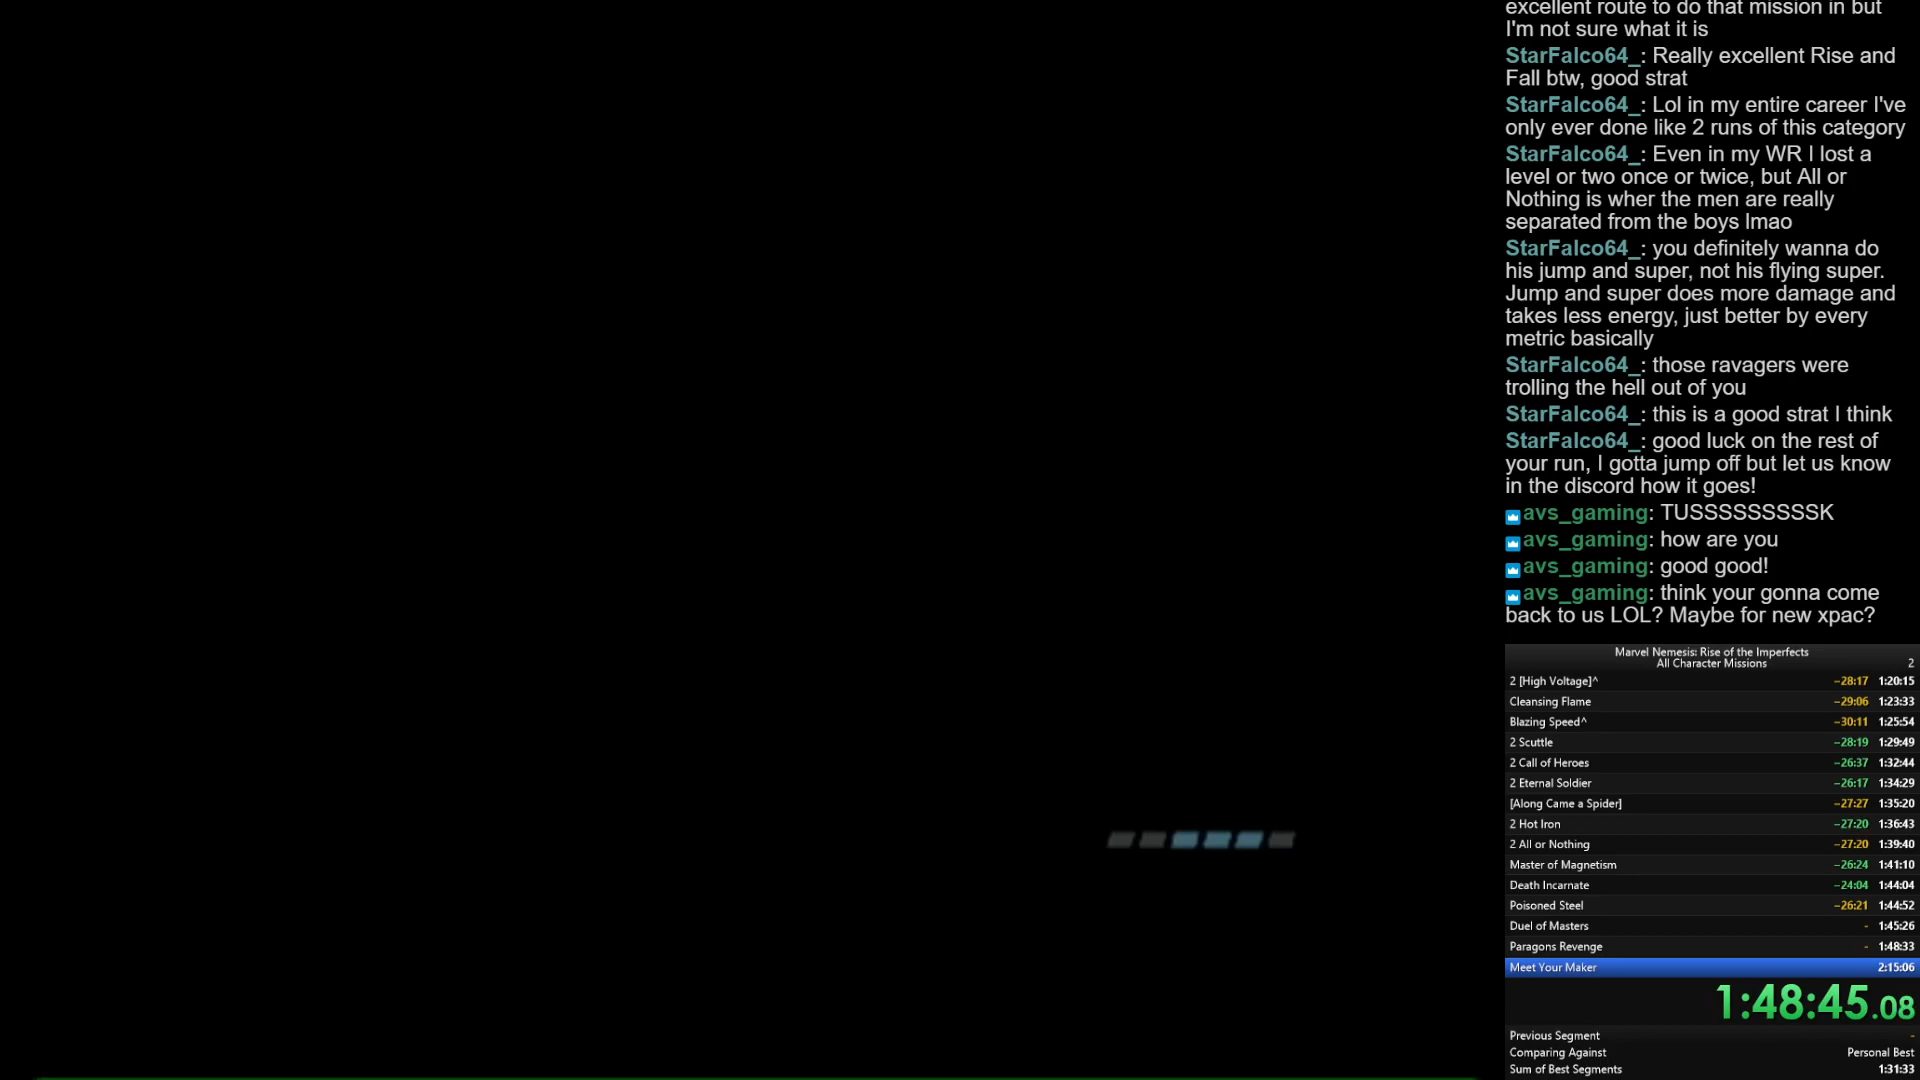 excellent route to do that mission in but
I'm not sure what it is
StarFalco64_: Really excellent Rise and
Fall btw, good strat
StarFalco64_: Lol in my entire career I've
only ever done like 2 runs of this category
StarFalco64_: Even in my WR I lost a
level or two once or twice, but All or
Nothing is wher the men are really
separated from the boys lmao
StarFalco64_: you definitely wanna do
his jump and super, not his flying super.
Jump and super does more damage and
takes less energy, just better by every
metric basically
StarFalco64_: those ravagers were
trolling the hell out of you
StarFalco64_: this is a good strat I think
StarFalco64_: good luck on the rest of
your run, I gotta jump off but let us know
in the discord how it goes!
avs_gaming: TUSSSSSSSSSK
avs_gaming: how are you
avs_gaming: good good!
avs_gaming: think your gonna come
back to us LOL? Maybe for new xpac?
Marvel Nemesis: Rise of the Imperfects
All Character Missions 2
2 [High Voltage]^ −28:17 1:20:15
Cleansing Flame −29:06 1:23:33
Blazing Speed^ −30:11 1:25:54
2 Scuttle −28:19 1:29:49
2 Call of Heroes −26:37 1:32:44
2 Eternal Soldier −26:17 1:34:29
[Along Came a Spider] −27:27 1:35:20
2 Hot Iron −27:20 1:36:43
2 All or Nothing −27:20 1:39:40
Master of Magnetism −26:24 1:41:10
Death Incarnate −24:04 1:44:04
Poisoned Steel −26:21 1:44:52
Duel of Masters - 1:45:26
Paragons Revenge - 1:48:33
Meet Your Maker 2:15:06
1:48:45.08
Previous Segment -
Comparing Against Personal Best
Sum of Best Segments 1:31:33